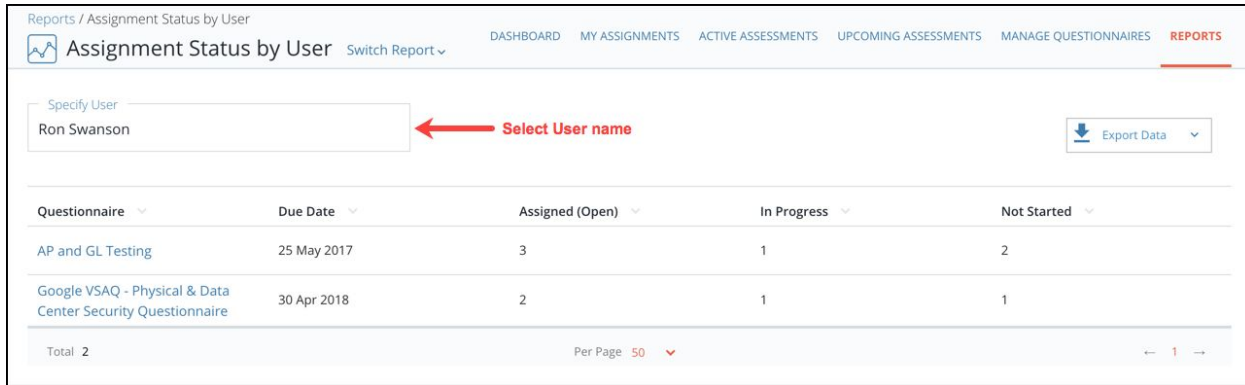 Reports / Assignment Status by User
Assignment Status by User Switch Report
DASHBOARD MY ASSIGNMENTS ACTIVE ASSESSMENTS UPCOMING ASSESSMENTS MANAGE QUESTIONNAIRES REPORTS
Specify User
Ron Swanson
Select User name
Export Data
Questionnaire Due Date Assigned (Open) In Progress Not Started
AP and GL Testing 25 May 2017 3 1 2
Google VSAQ - Physical & Data
Center Security Questionnaire 30 Apr 2018 2 1 1
Total 2 Per Page 50 ← 1 →